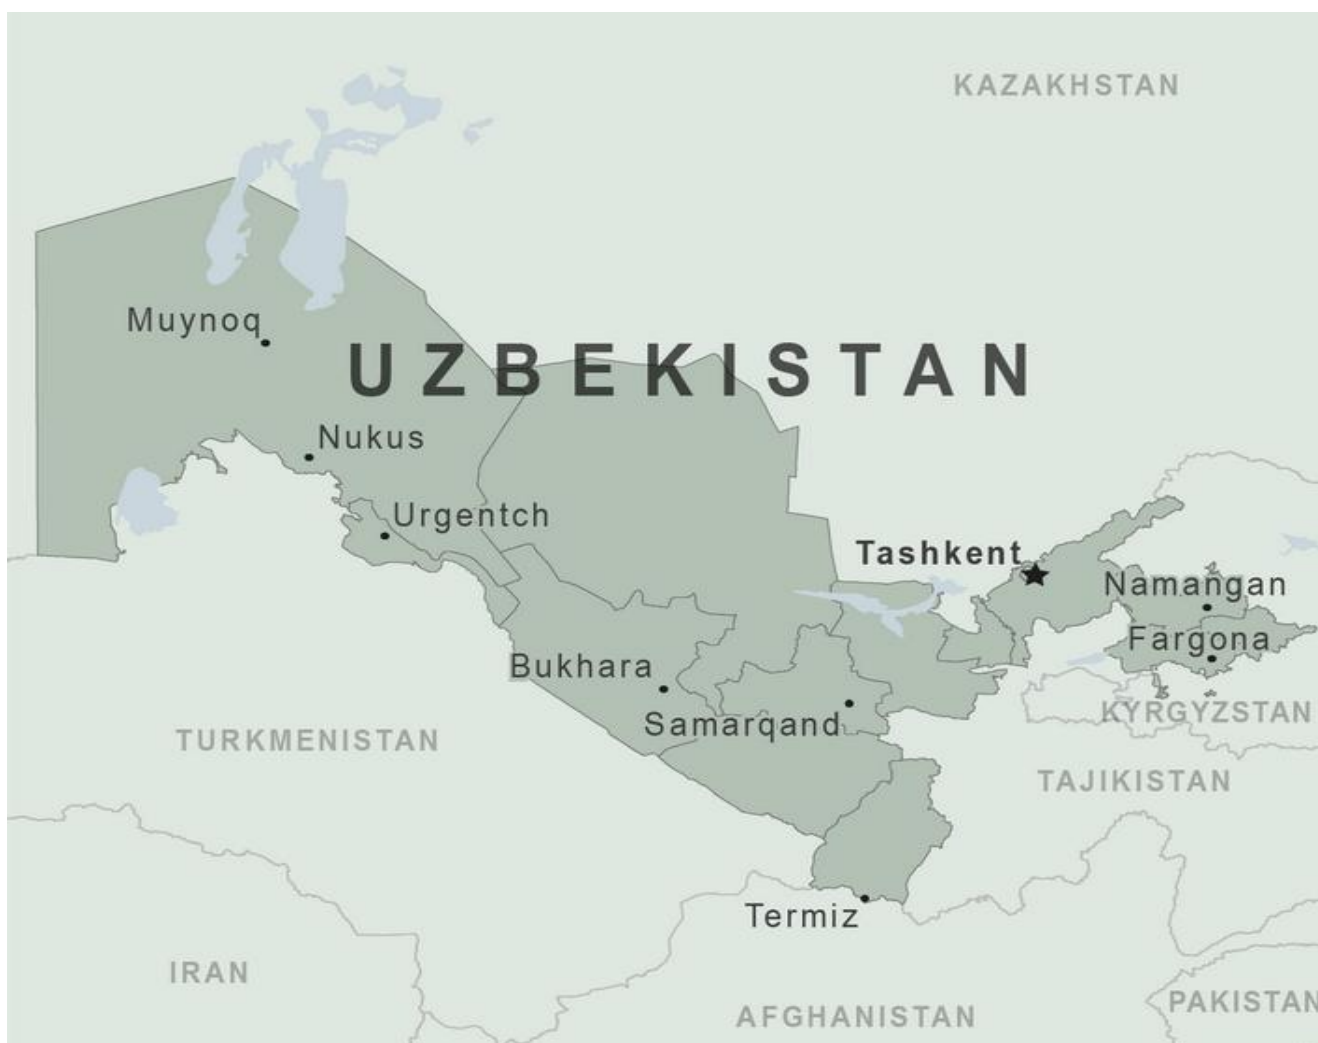 KAZAKHSTAN
Muynoq
UZBEKISTAN
Nukus
Urgentch
Tashkent
Namangan
Fargona
Bukhara
Samarqand
KYRGYZSTAN
TURKMENISTAN
TAJIKISTAN
Termiz
IRAN
AFGHANISTAN
PAKISTAN